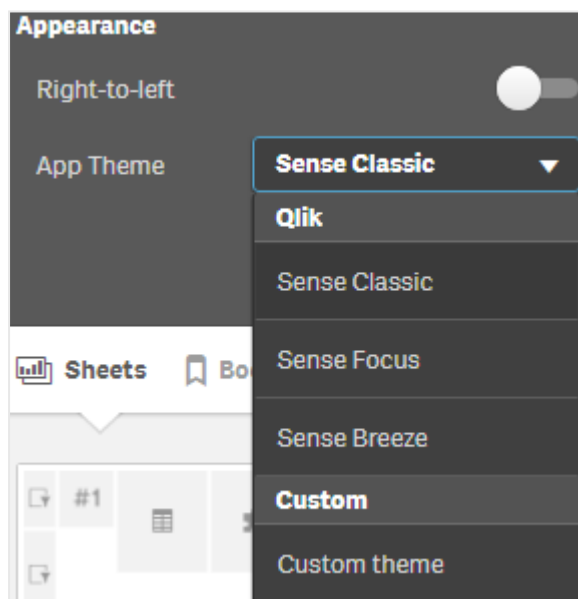 Appearance
Right-to-left
App Theme
Sense Classic
Qlik
Sense Classic
Sense Focus
Sense Breeze
Custom
Custom theme
Sheets
Bo
#1